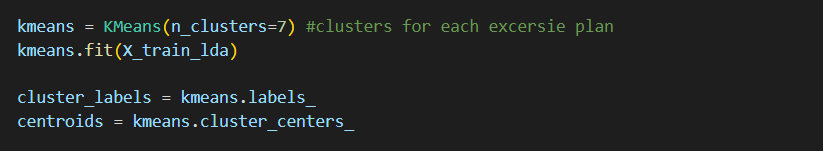 kmeans = KMeans(n_clusters=7) #clusters for each excersie plan
kmeans.fit(X_train_lda)
cluster_labels = kmeans.labels_
centroids = kmeans.cluster_centers_